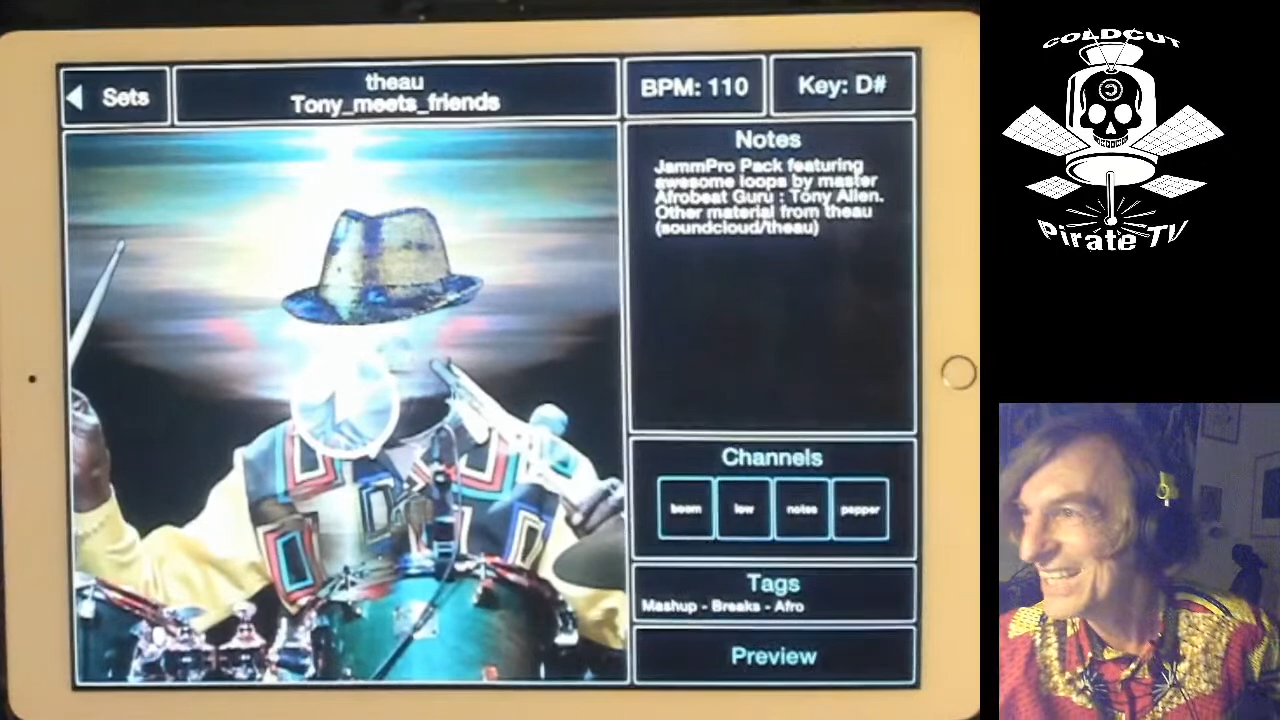 Sets
theau
Tony_meets_friends
BPM: 110
Key: D#
Notes
JammPro Pack featuring
awesome loops by master
Afrobeat Guru : Tony Allen.
Other material from theau
(soundcloud/theau)
Channels
boom
low
notes
pepper
Tags
Mashup - Breaks - Afro
Preview
COLDCUT
Pirate TV